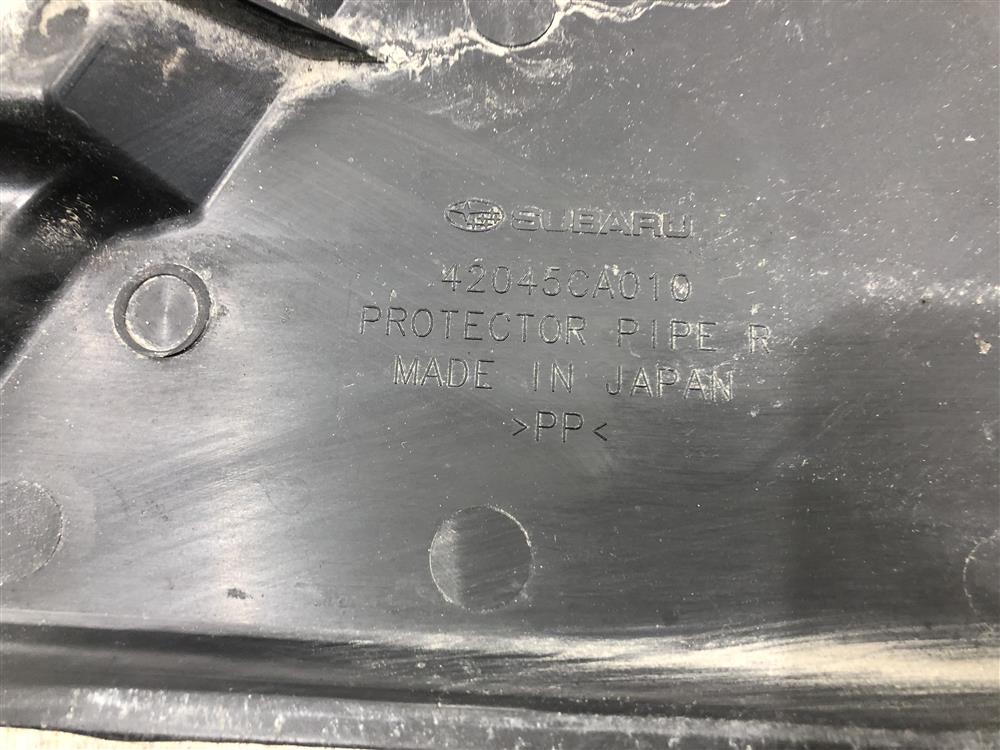 SUBARU
42045CA010
PROTECTOR PIPE R
MADE IN JAPAN
>PP<